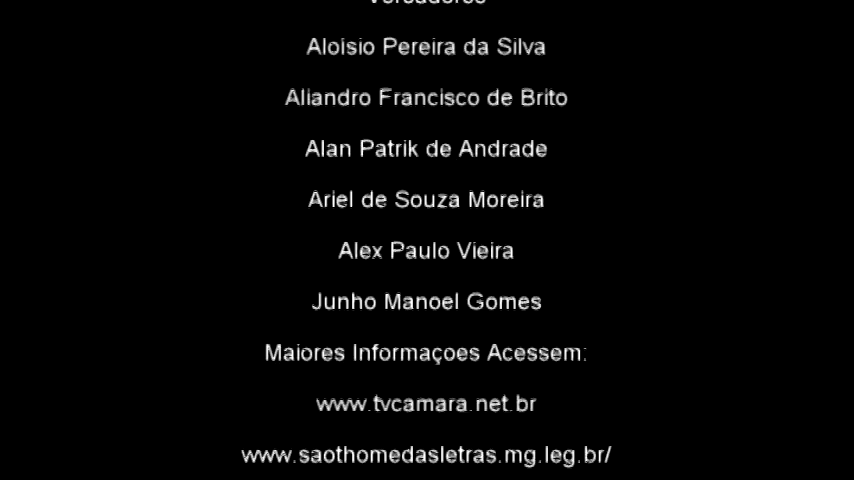 Vereadores
Aloisio Pereira da Silva
Aliandro Francisco de Brito
Alan Patrik de Andrade
Ariel de Souza Moreira
Alex Paulo Vieira
Junho Manoel Gomes
Maiores Informaçoes Acessem:
www.tvcamara.net.br
www.saothomedasletras.mg.leg.br/